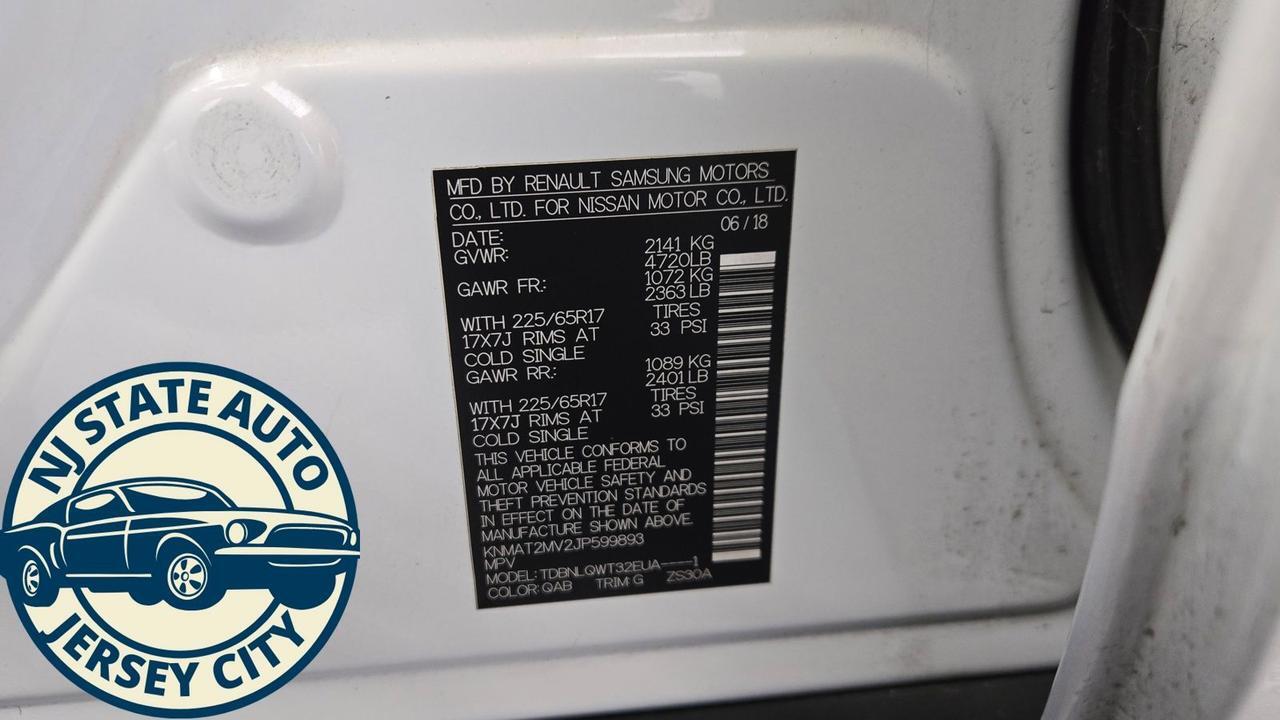 MFD BY RENAULT SAMSUNG MOTORS
CO., LTD. FOR NISSAN MOTOR CO., LTD.
DATE: 06/18
GVWR: 2141 KG
4720LB
GAWR FR.: 1072 KG
2363 LB
WITH 225/65R17 TIRES
17X7J RIMS AT 33 PSI
COLD SINGLE
GAWR RR.: 1089 KG
2401 LB
WITH 225/65R17 TIRES
17X7J RIMS AT 33 PSI
COLD SINGLE
THIS VEHICLE CONFORMS TO
ALL APPLICABLE FEDERAL
MOTOR VEHICLE SAFETY AND
THEFT PREVENTION STANDARDS
IN EFFECT ON THE DATE OF
MANUFACTURE SHOWN ABOVE.
KNMAT2MV2JP599893
MPV
MODEL: TDBNLQWT32EUA----1
COLOR: QAB TRIM: G ZS30A
NJ STATE AUTO
JERSEY CITY